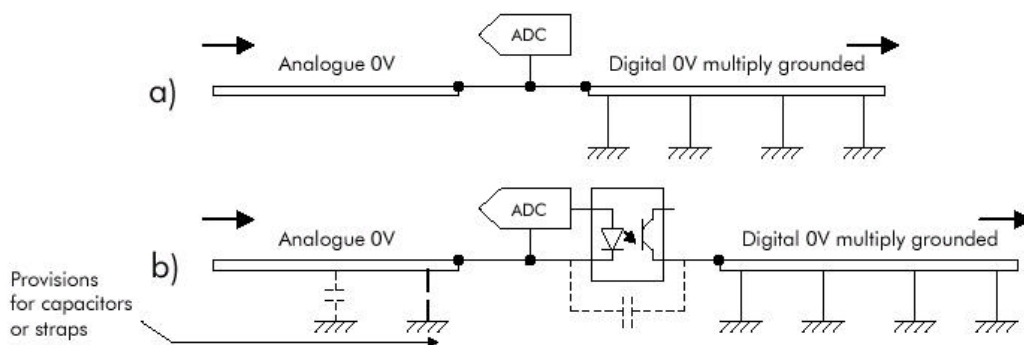 ADC
Analogue 0V
Digital 0V multiply grounded
a)
ADC
Analogue 0V
Digital 0V multiply grounded
b)
Provisions
for capacitors
or straps